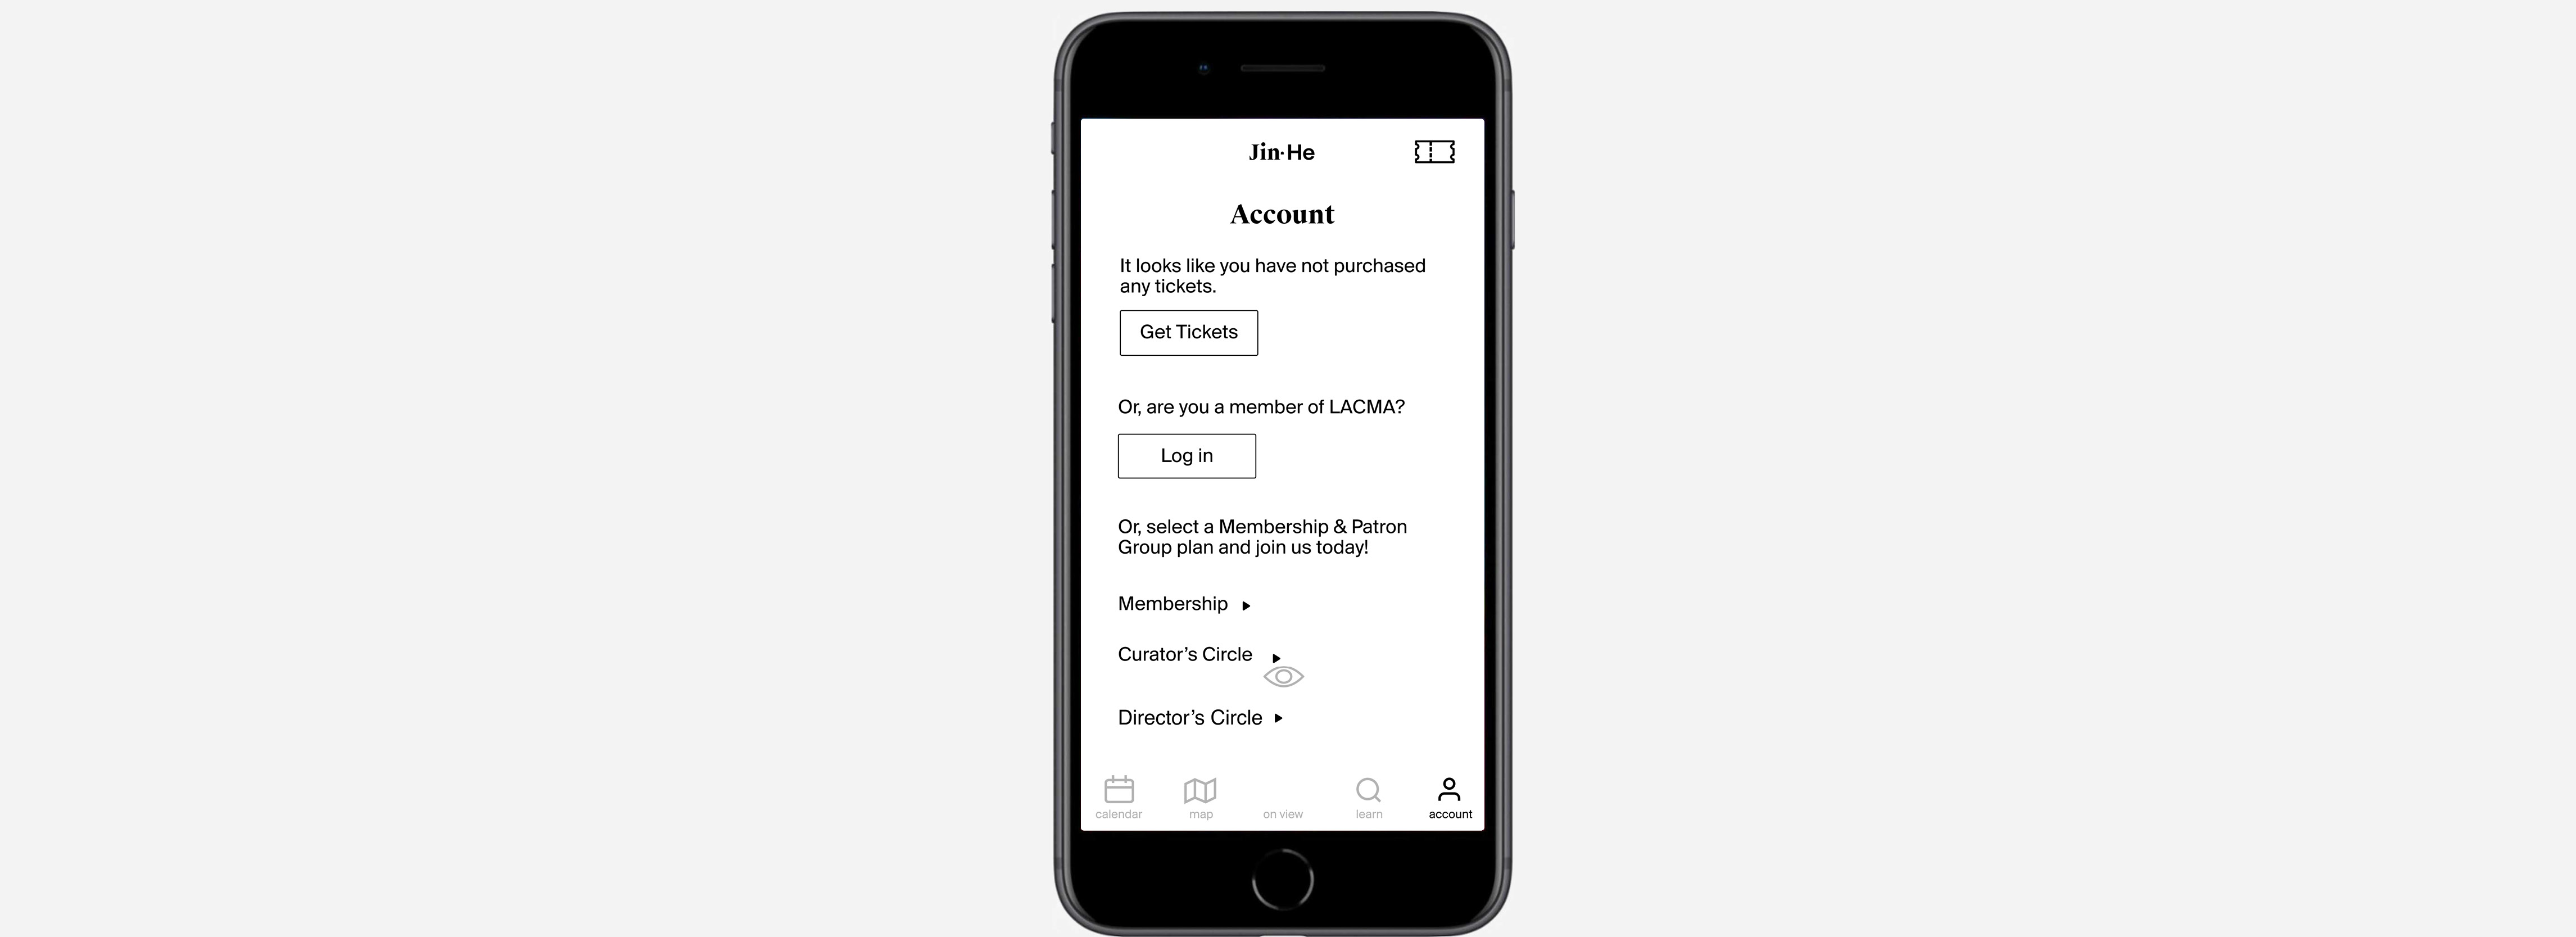 Jin·He
Account
It looks like you have not purchased
any tickets.
Get Tickets
Or, are you a member of LACMA?
Log in
Or, select a Membership & Patron
Group plan and join us today!
Membership
Curator’s Circle
Director’s Circle
calendar
map
on view
learn
account